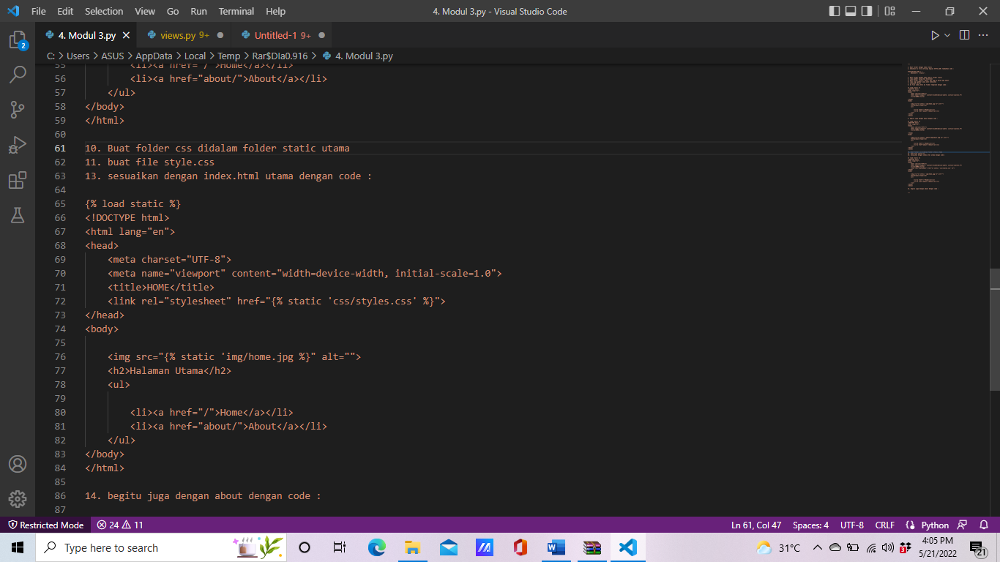 File Edit Selection View Go Run Terminal Help 4. Modul 3.py - Visual Studio Code
4. Modul 3.py views.py 9+ Untitled-1 9+
C: > Users > ASUS > AppData > Local > Temp > Rar$DIa0.916 > 4. Modul 3.py
55 <li><a href="/">Home</a></li>
56 <li><a href="about/">About</a></li>
57 </ul>
58 </body>
59 </html>
60
61 10. Buat folder css didalam folder static utama
62 11. buat file style.css
63 13. sesuaikan dengan index.html utama dengan code :
64
65 {% load static %}
66 <!DOCTYPE html>
67 <html lang="en">
68 <head>
69 <meta charset="UTF-8">
70 <meta name="viewport" content="width=device-width, initial-scale=1.0">
71 <title>HOME</title>
72 <link rel="stylesheet" href="{% static 'css/styles.css' %}">
73 </head>
74 <body>
75
76 <img src="{% static 'img/home.jpg %}" alt="">
77 <h2>Halaman Utama</h2>
78 <ul>
79
80 <li><a href="/">Home</a></li>
81 <li><a href="about/">About</a></li>
82 </ul>
83 </body>
84 </html>
85
86 14. begitu juga dengan about dengan code :
87
2
Restricted Mode 24 11 Ln 61, Col 47 Spaces: 4 UTF-8 CRLF Python
Type here to search 31°C 4:05 PM
5/21/2022 21